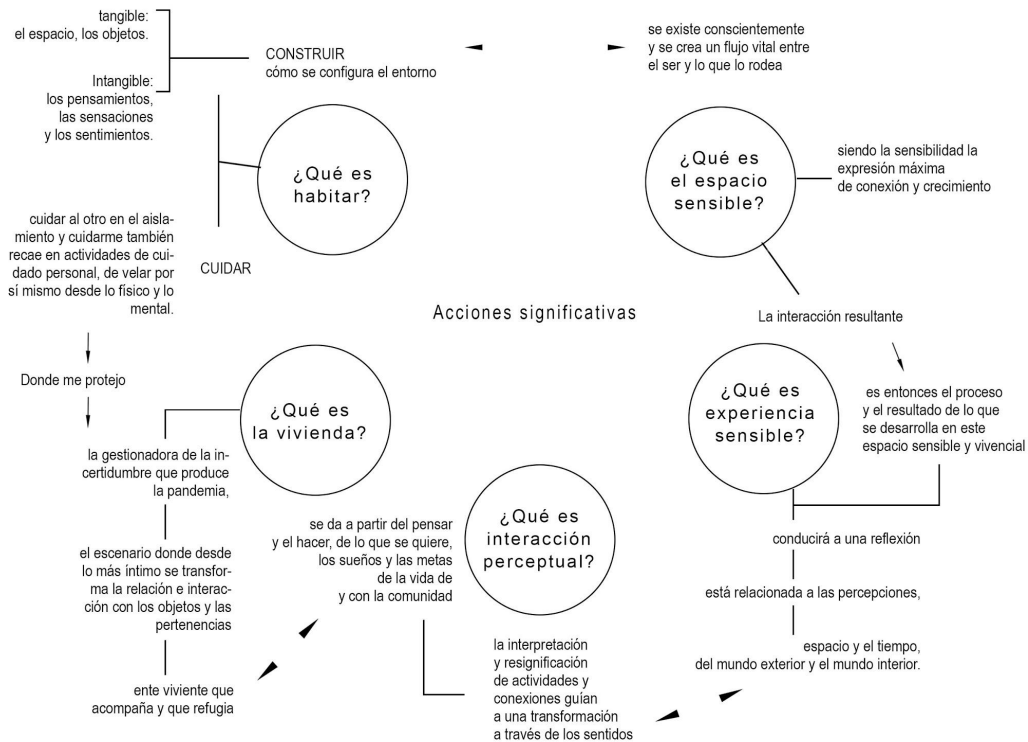 tangible:
el espacio, los objetos.
Intangible:
los pensamientos,
las sensaciones
y los sentimientos.
CONSTRUIR
cómo se configura el entorno
¿Qué es
habitar?
CUIDAR
cuidar al otro en el aisla-
miento y cuidarme también
recae en actividades de cui-
dado personal, de velar por
sí mismo desde lo físico y lo
mental.
Donde me protejo
se existe conscientemente
y se crea un flujo vital entre
el ser y lo que lo rodea
¿Qué es
el espacio
sensible?
siendo la sensibilidad la
expresión máxima
de conexión y crecimiento
La interacción resultante
Acciones significativas
¿Qué es
la vivienda?
la gestionadora de la in-
certidumbre que produce
la pandemia,
el escenario donde desde
lo más íntimo se transfor-
ma la relación e interac-
ción con los objetos y las
pertenencias
ente viviente que
acompaña y que refugia
¿Qué es
interacción
perceptual?
se da a partir del pensar
y el hacer, de lo que se quiere,
los sueños y las metas
de la vida de
y con la comunidad
la interpretación
y resignificación
de actividades y
conexiones guían
a una transformación
a través de los sentidos
¿Qué es
experiencia
sensible?
es entonces el proceso
y el resultado de lo que
se desarrolla en este
espacio sensible y vivencial
conducirá a una reflexión
está relacionada a las percepciones,
espacio y el tiempo,
del mundo exterior y el mundo interior.